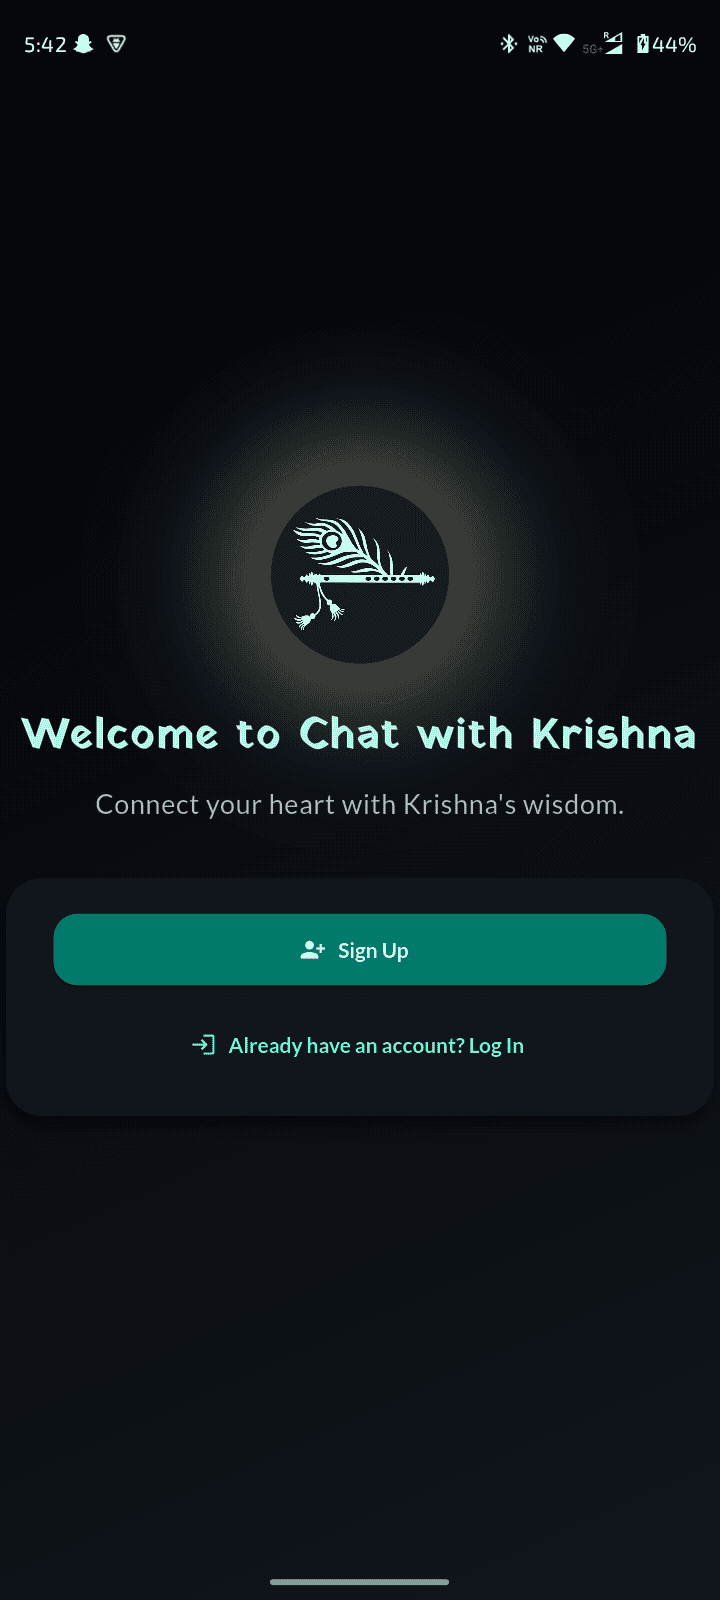 5:42 Vo NR 5G+ R 44%
Welcome to Chat with Krishna
Connect your heart with Krishna's wisdom.
Sign Up
Already have an account? Log In